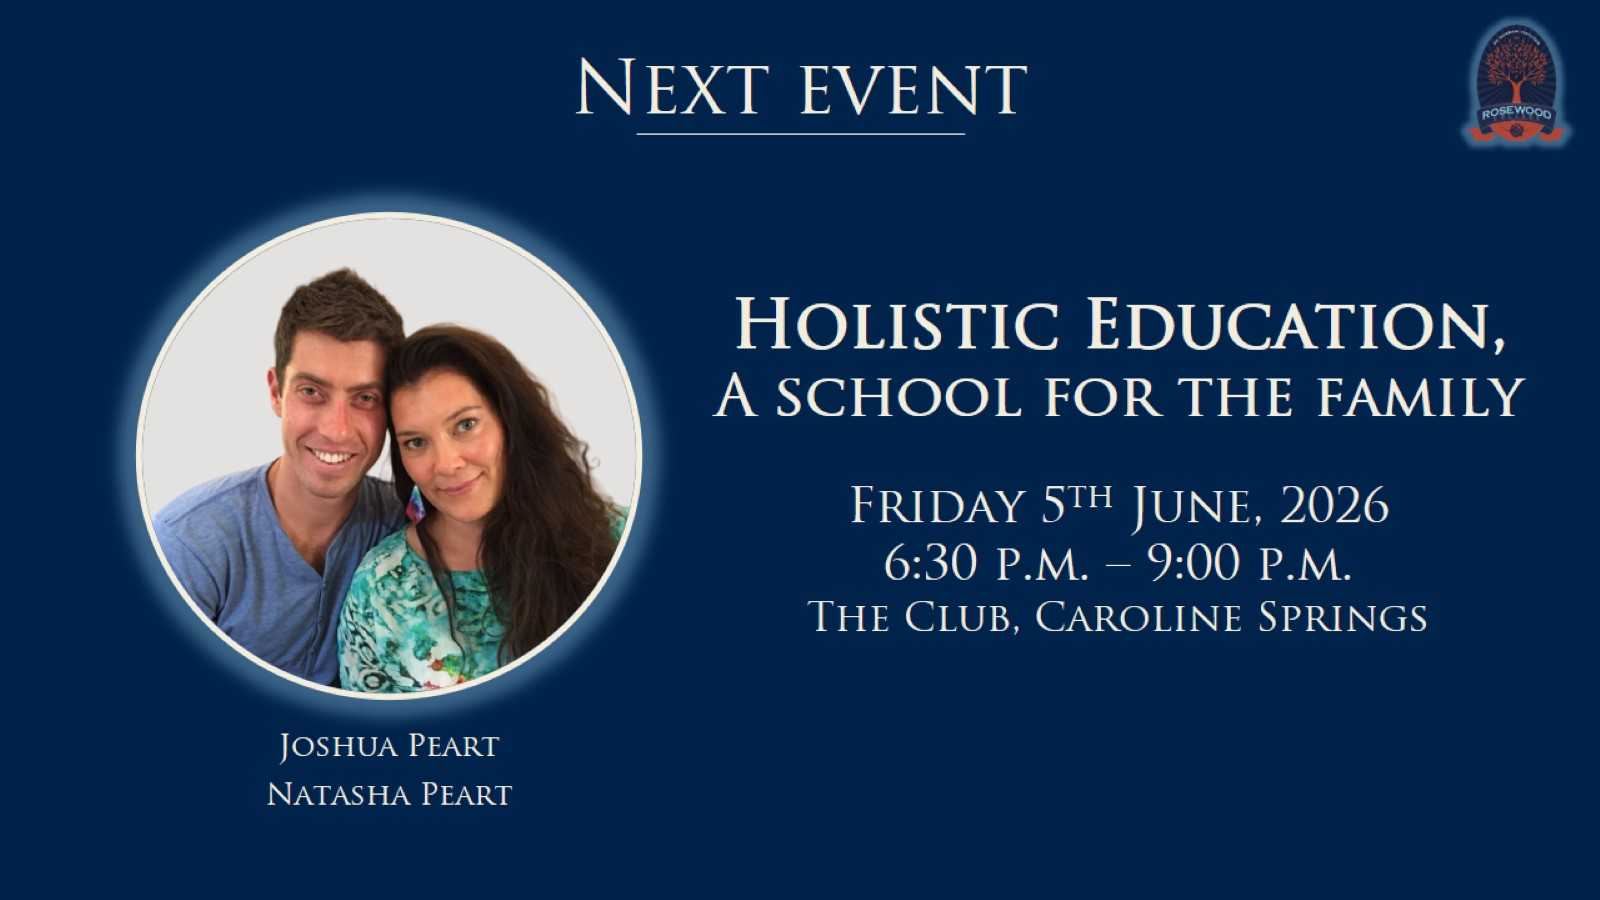 Next event
ROSEWOOD
Holistic Education,
A school for the family
Friday 5th June, 2026
6:30 p.m. – 9:00 p.m.
The Club, Caroline Springs
Joshua Peart
Natasha Peart